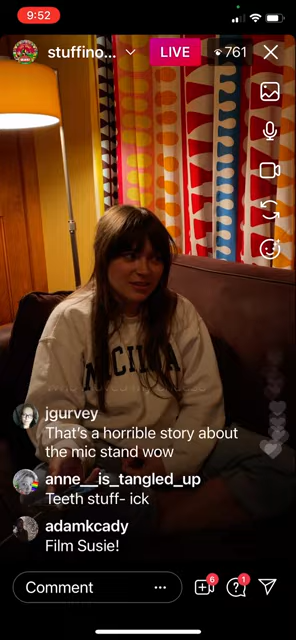 9:52
stuffino...
LIVE
761
jgurvey
That's a horrible story about
the mic stand wow
anne__is_tangled_up
Teeth stuff- ick
adamkcady
Film Susie!
Comment
6
?
1